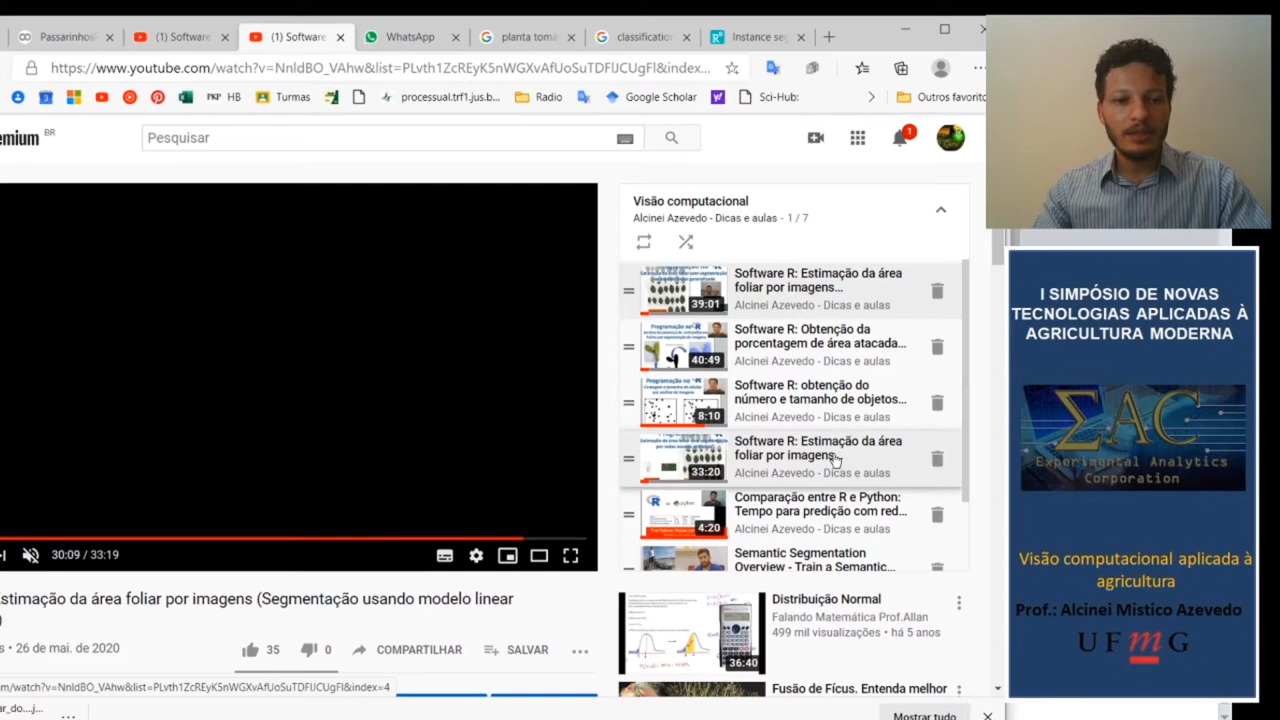 Passarinhos
(1) Software
(1) Software
WhatsApp
planta toma
classification
Instance seg
https://www.youtube.com/watch?v=NnldBO_VAhw&list=PLvth1ZcREyK5nWGXvAfUoSuTDFlJCUgFl&index...
HB
Turmas
processual.trf1.jus.b...
Radio
Google Scholar
Sci-Hub:
Outros favorito
emium BR
Pesquisar
1
Visão computacional
Alcinei Azevedo - Dicas e aulas - 1 / 7
Software R: Estimação da área
foliar por imagens...
Alcinei Azevedo - Dicas e aulas
39:01
Software R: Obtenção da
porcentagem de área atacada...
Alcinei Azevedo - Dicas e aulas
Programação no R
40:49
Software R: obtenção do
número e tamanho de objetos...
Alcinei Azevedo - Dicas e aulas
Programação no R
8:10
Software R: Estimação da área
foliar por imagens...
Alcinei Azevedo - Dicas e aulas
33:20
Comparação entre R e Python:
Tempo para predição com red...
Alcinei Azevedo - Dicas e aulas
4:20
Semantic Segmentation
Overview - Train a Semantic...
30:09 / 33:19
stimação da área foliar por imagens (Segmentação usando modelo linear
)
de mai. de 2020
35
0
COMPARTILHAR
SALVAR
Distribuição Normal
Falando Matemática Prof.Allan
499 mil visualizações • há 5 anos
36:40
Fusão de Fícus. Entenda melhor
m/watch?v=NnldBO_VAhw&list=PLvth1ZcREyK5nWGXvAfUoSuTDFlJCUgFl&index=4
ar_do....j...
Mostrar tudo
I SIMPÓSIO DE NOVAS
TECNOLOGIAS APLICADAS À
AGRICULTURA MODERNA
ΣAC
Experimental Analytics
Corporation
Visão computacional aplicada à
agricultura
Prof.: Alcinei Mistico Azevedo
UFmG